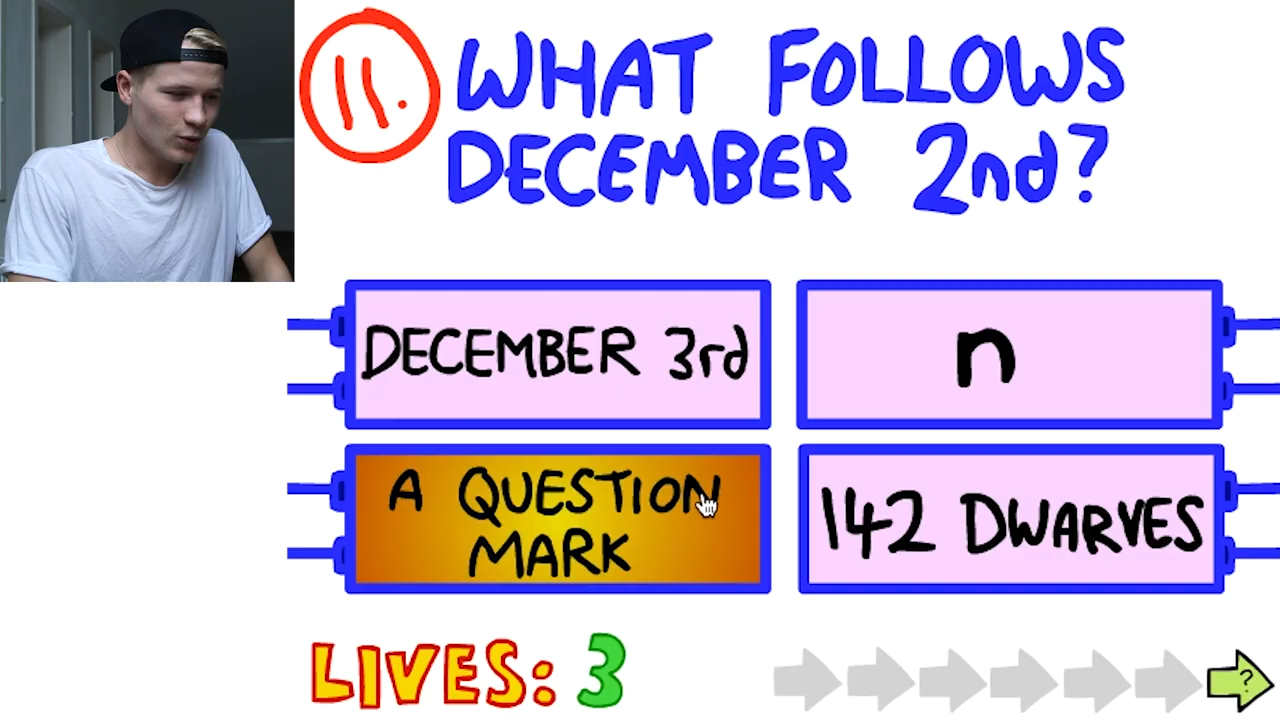 11. WHAT FOLLOWS
DECEMBER 2nd?
DECEMBER 3rd
n
A QUESTION
MARK
142 DWARVES
LIVES: 3
?